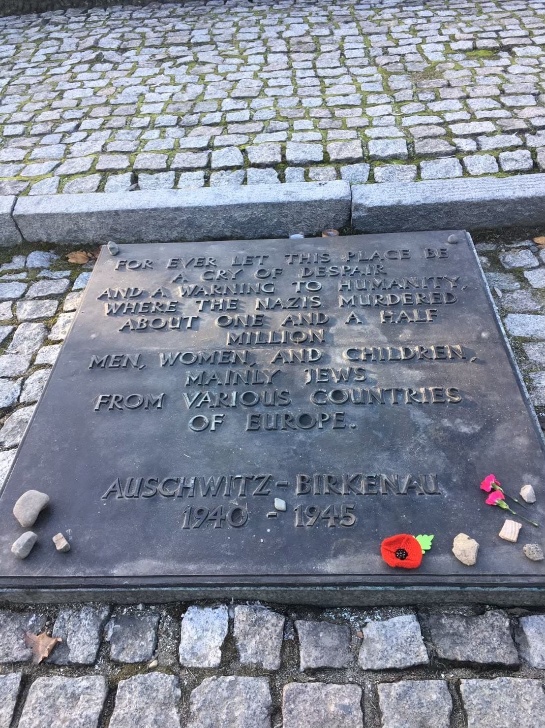 FOR EVER LET THIS PLACE BE
A CRY OF DESPAIR
AND A WARNING TO HUMANITY,
WHERE THE NAZIS MURDERED
ABOUT ONE AND A HALF
MILLION
MEN, WOMEN, AND CHILDREN,
MAINLY JEWS
FROM VARIOUS COUNTRIES
OF EUROPE.
AUSCHWITZ-BIRKENAU
1940 - 1945